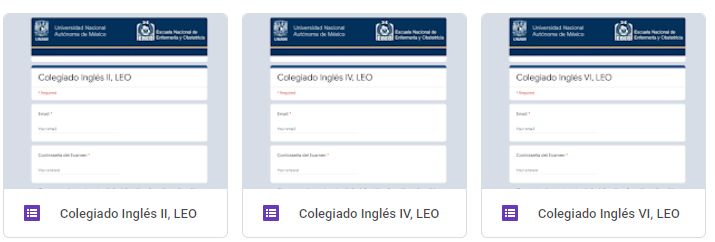 Universidad Nacional
Autónoma de México
Escuela Nacional de
Enfermería y Obstetricia
Colegiado Inglés II, LEO
* Required
Email *
Your email
Contraseña del Examen *
Your answer
Colegiado Inglés II, LEO
Universidad Nacional
Autónoma de México
Escuela Nacional de
Enfermería y Obstetricia
Colegiado Inglés IV, LEO
* Required
Email *
Your email
Contraseña del Examen *
Your answer
Colegiado Inglés IV, LEO
Universidad Nacional
Autónoma de México
Escuela Nacional de
Enfermería y Obstetricia
Colegiado Inglés VI, LEO
* Required
Email *
Your email
Contraseña del Examen *
Your answer
Colegiado Inglés VI, LEO